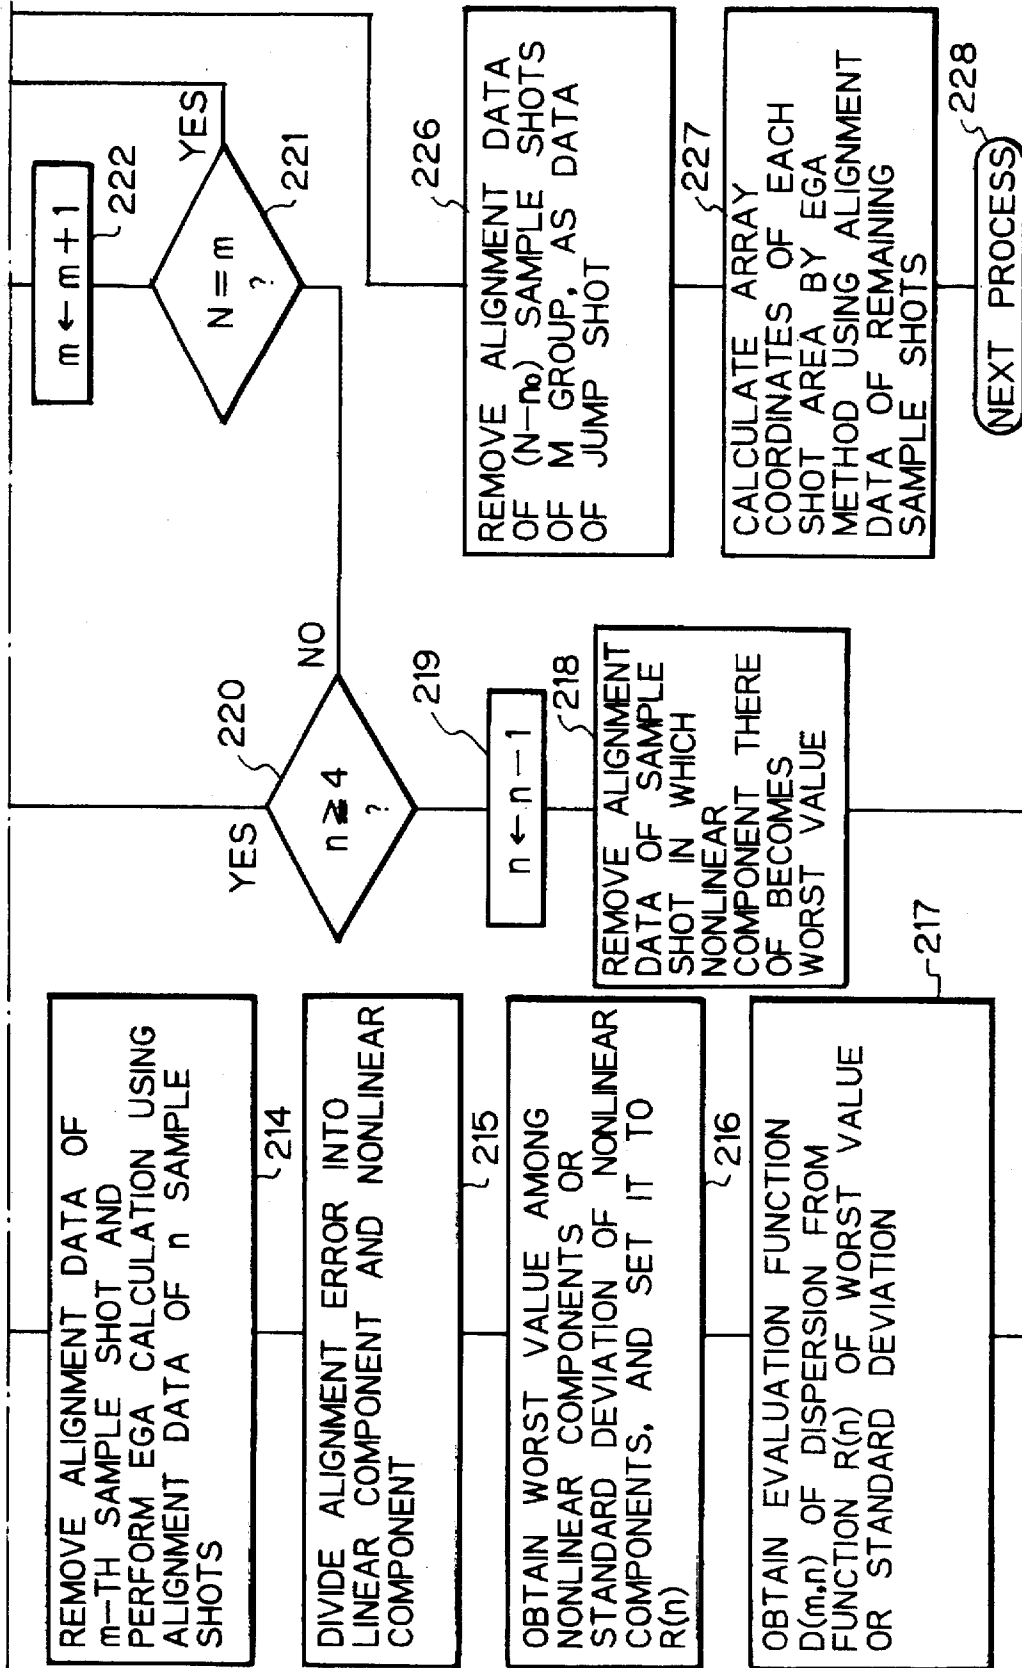 REMOVE ALIGNMENT DATA OF
m-TH SAMPLE SHOT AND
PERFORM EGA CALCULATION USING
ALIGNMENT DATA OF n SAMPLE
SHOTS
214
DIVIDE ALIGNMENT ERROR INTO
LINEAR COMPONENT AND NONLINEAR
COMPONENT
215
OBTAIN WORST VALUE AMONG
NONLINEAR COMPONENTS OR
STANDARD DEVIATION OF NONLINEAR
COMPONENTS, AND SET IT TO
R(n)
216
OBTAIN EVALUATION FUNCTION
D(m,n) OF DISPERSION FROM
FUNCTION R(n) OF WORST VALUE
OR STANDARD DEVIATION
217
REMOVE ALIGNMENT
DATA OF SAMPLE
SHOT IN WHICH
NONLINEAR
COMPONENT THERE
OF BECOMES
WORST VALUE
218
n ← n − 1
219
n ≧ 4
?
220
YES
NO
N = m
?
221
YES
m ← m + 1
222
REMOVE ALIGNMENT DATA
OF (N−n₀) SAMPLE SHOTS
OF M GROUP, AS DATA
OF JUMP SHOT
226
CALCULATE ARRAY
COORDINATES OF EACH
SHOT AREA BY EGA
METHOD USING ALIGNMENT
DATA OF REMAINING
SAMPLE SHOTS
227
NEXT PROCESS
228